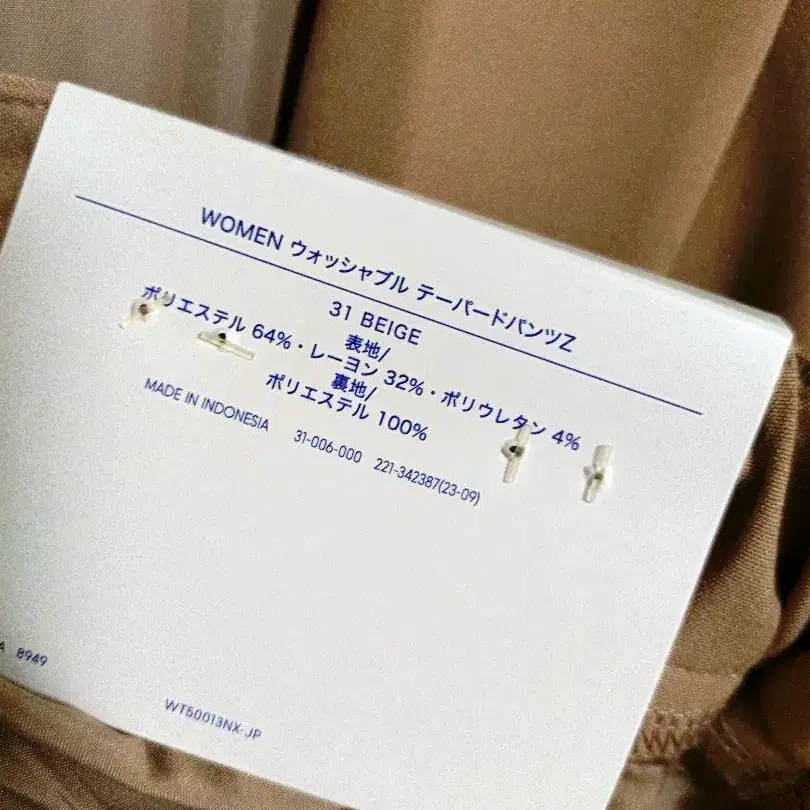 WOMEN ウォッシャブル テーパードパンツZ
31 BEIGE
表地/
ポリエステル 64%・レーヨン 32%・ポリウレタン 4%
裏地/
ポリエステル 100%
MADE IN INDONESIA 31-006-000 221-342387(23-09)
A 8949
WT50013NX-JP